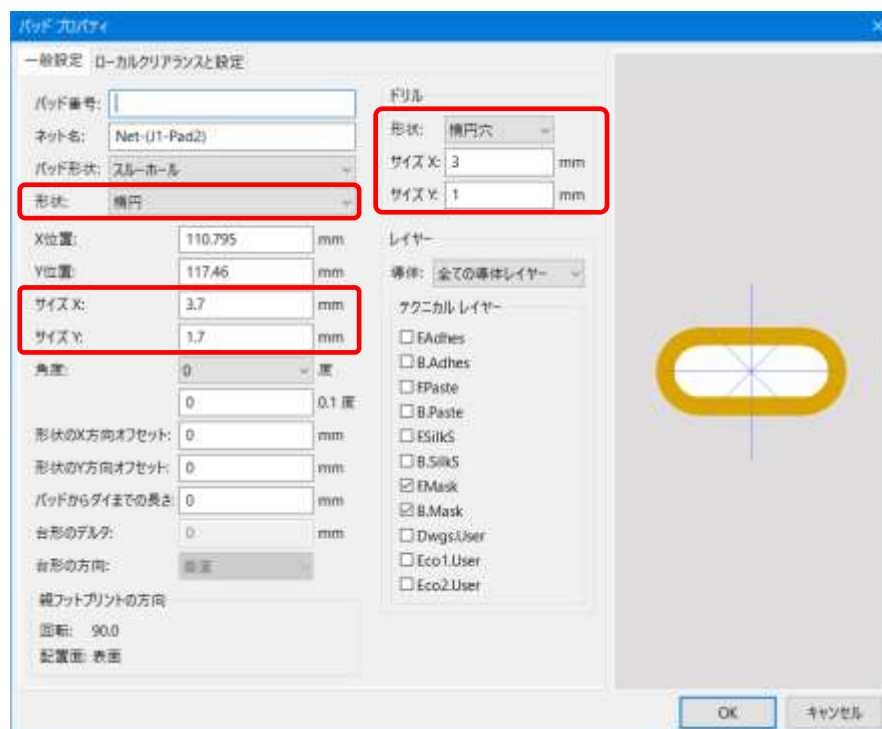 パッド プロパティ
一般設定 ローカルクリアランスと設定
パッド番号:
ネット名: Net-(J1-Pad2)
パッド形状: スルーホール
形状: 楕円
X位置: 110.795 mm
Y位置: 117.46 mm
サイズ X: 3.7 mm
サイズ Y: 1.7 mm
角度: 0 度
0 0.1 度
形状のX方向オフセット: 0 mm
形状のY方向オフセット: 0 mm
パッドからダイまでの長さ: 0 mm
台形のデルタ: 0 mm
台形の方向: 垂直
親フットプリントの方向
回転: 90.0
配置面: 表面
ドリル
形状: 楕円穴
サイズ X: 3 mm
サイズ Y: 1 mm
レイヤー
導体: 全ての導体レイヤー
テクニカル レイヤー
F.Adhes
B.Adhes
F.Paste
B.Paste
F.SilkS
B.SilkS
F.Mask
B.Mask
Dwgs.User
Eco1.User
Eco2.User
OK キャンセル